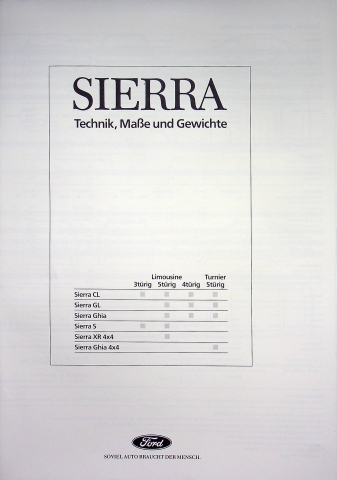 SIERRA
Technik, Maße und Gewichte
Limousine Turnier
3türig 5türig 4türig 5türig
Sierra CL
Sierra GL
Sierra Ghia
Sierra S
Sierra XR 4x4
Sierra Ghia 4x4
Ford
SOVIEL AUTO BRAUCHT DER MENSCH.